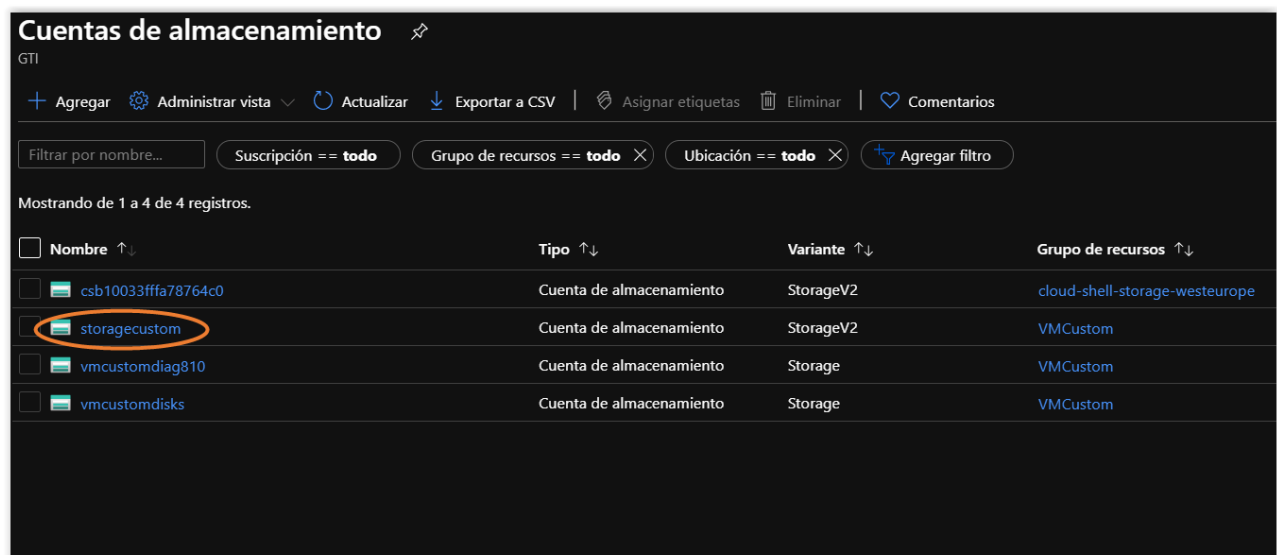 Cuentas de almacenamiento
GTI
Agregar Administrar vista Actualizar Exportar a CSV Asignar etiquetas Eliminar Comentarios
Filtrar por nombre... Suscripción == todo Grupo de recursos == todo Ubicación == todo Agregar filtro
Mostrando de 1 a 4 de 4 registros.
Nombre Tipo Variante Grupo de recursos
csb10033fffa78764c0 Cuenta de almacenamiento StorageV2 cloud-shell-storage-westeurope
storagecustom Cuenta de almacenamiento StorageV2 VMCustom
vmcustomdiag810 Cuenta de almacenamiento Storage VMCustom
vmcustomdisks Cuenta de almacenamiento Storage VMCustom